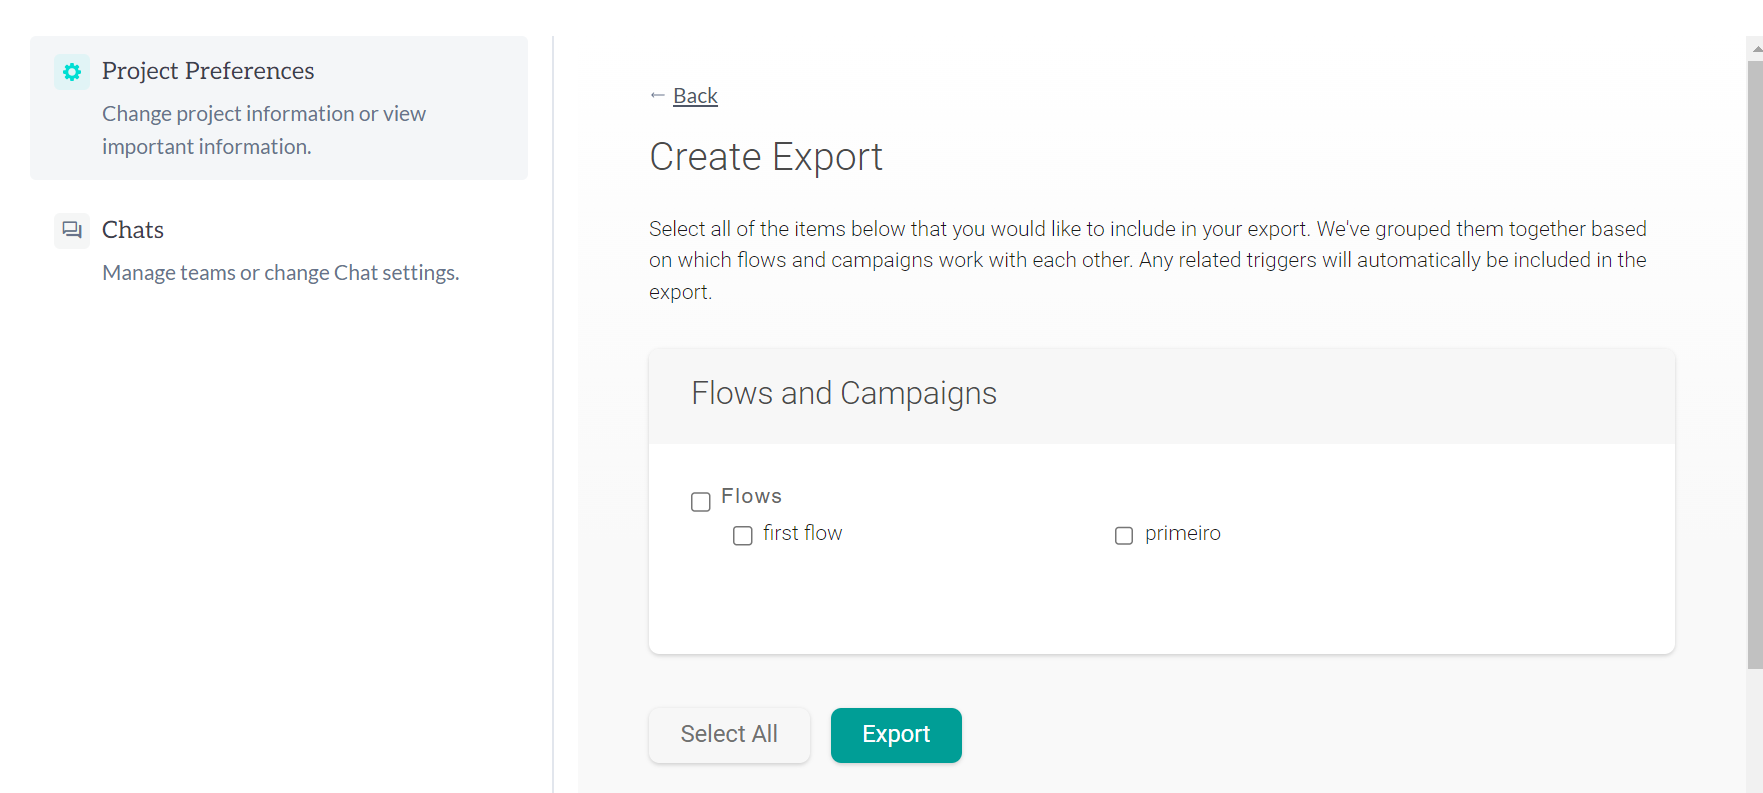 Project Preferences
Change project information or view
important information.
Chats
Manage teams or change Chat settings.
← Back
Create Export
Select all of the items below that you would like to include in your export. We've grouped them together based
on which flows and campaigns work with each other. Any related triggers will automatically be included in the
export.
Flows and Campaigns
Flows
first flow
primeiro
Select All
Export